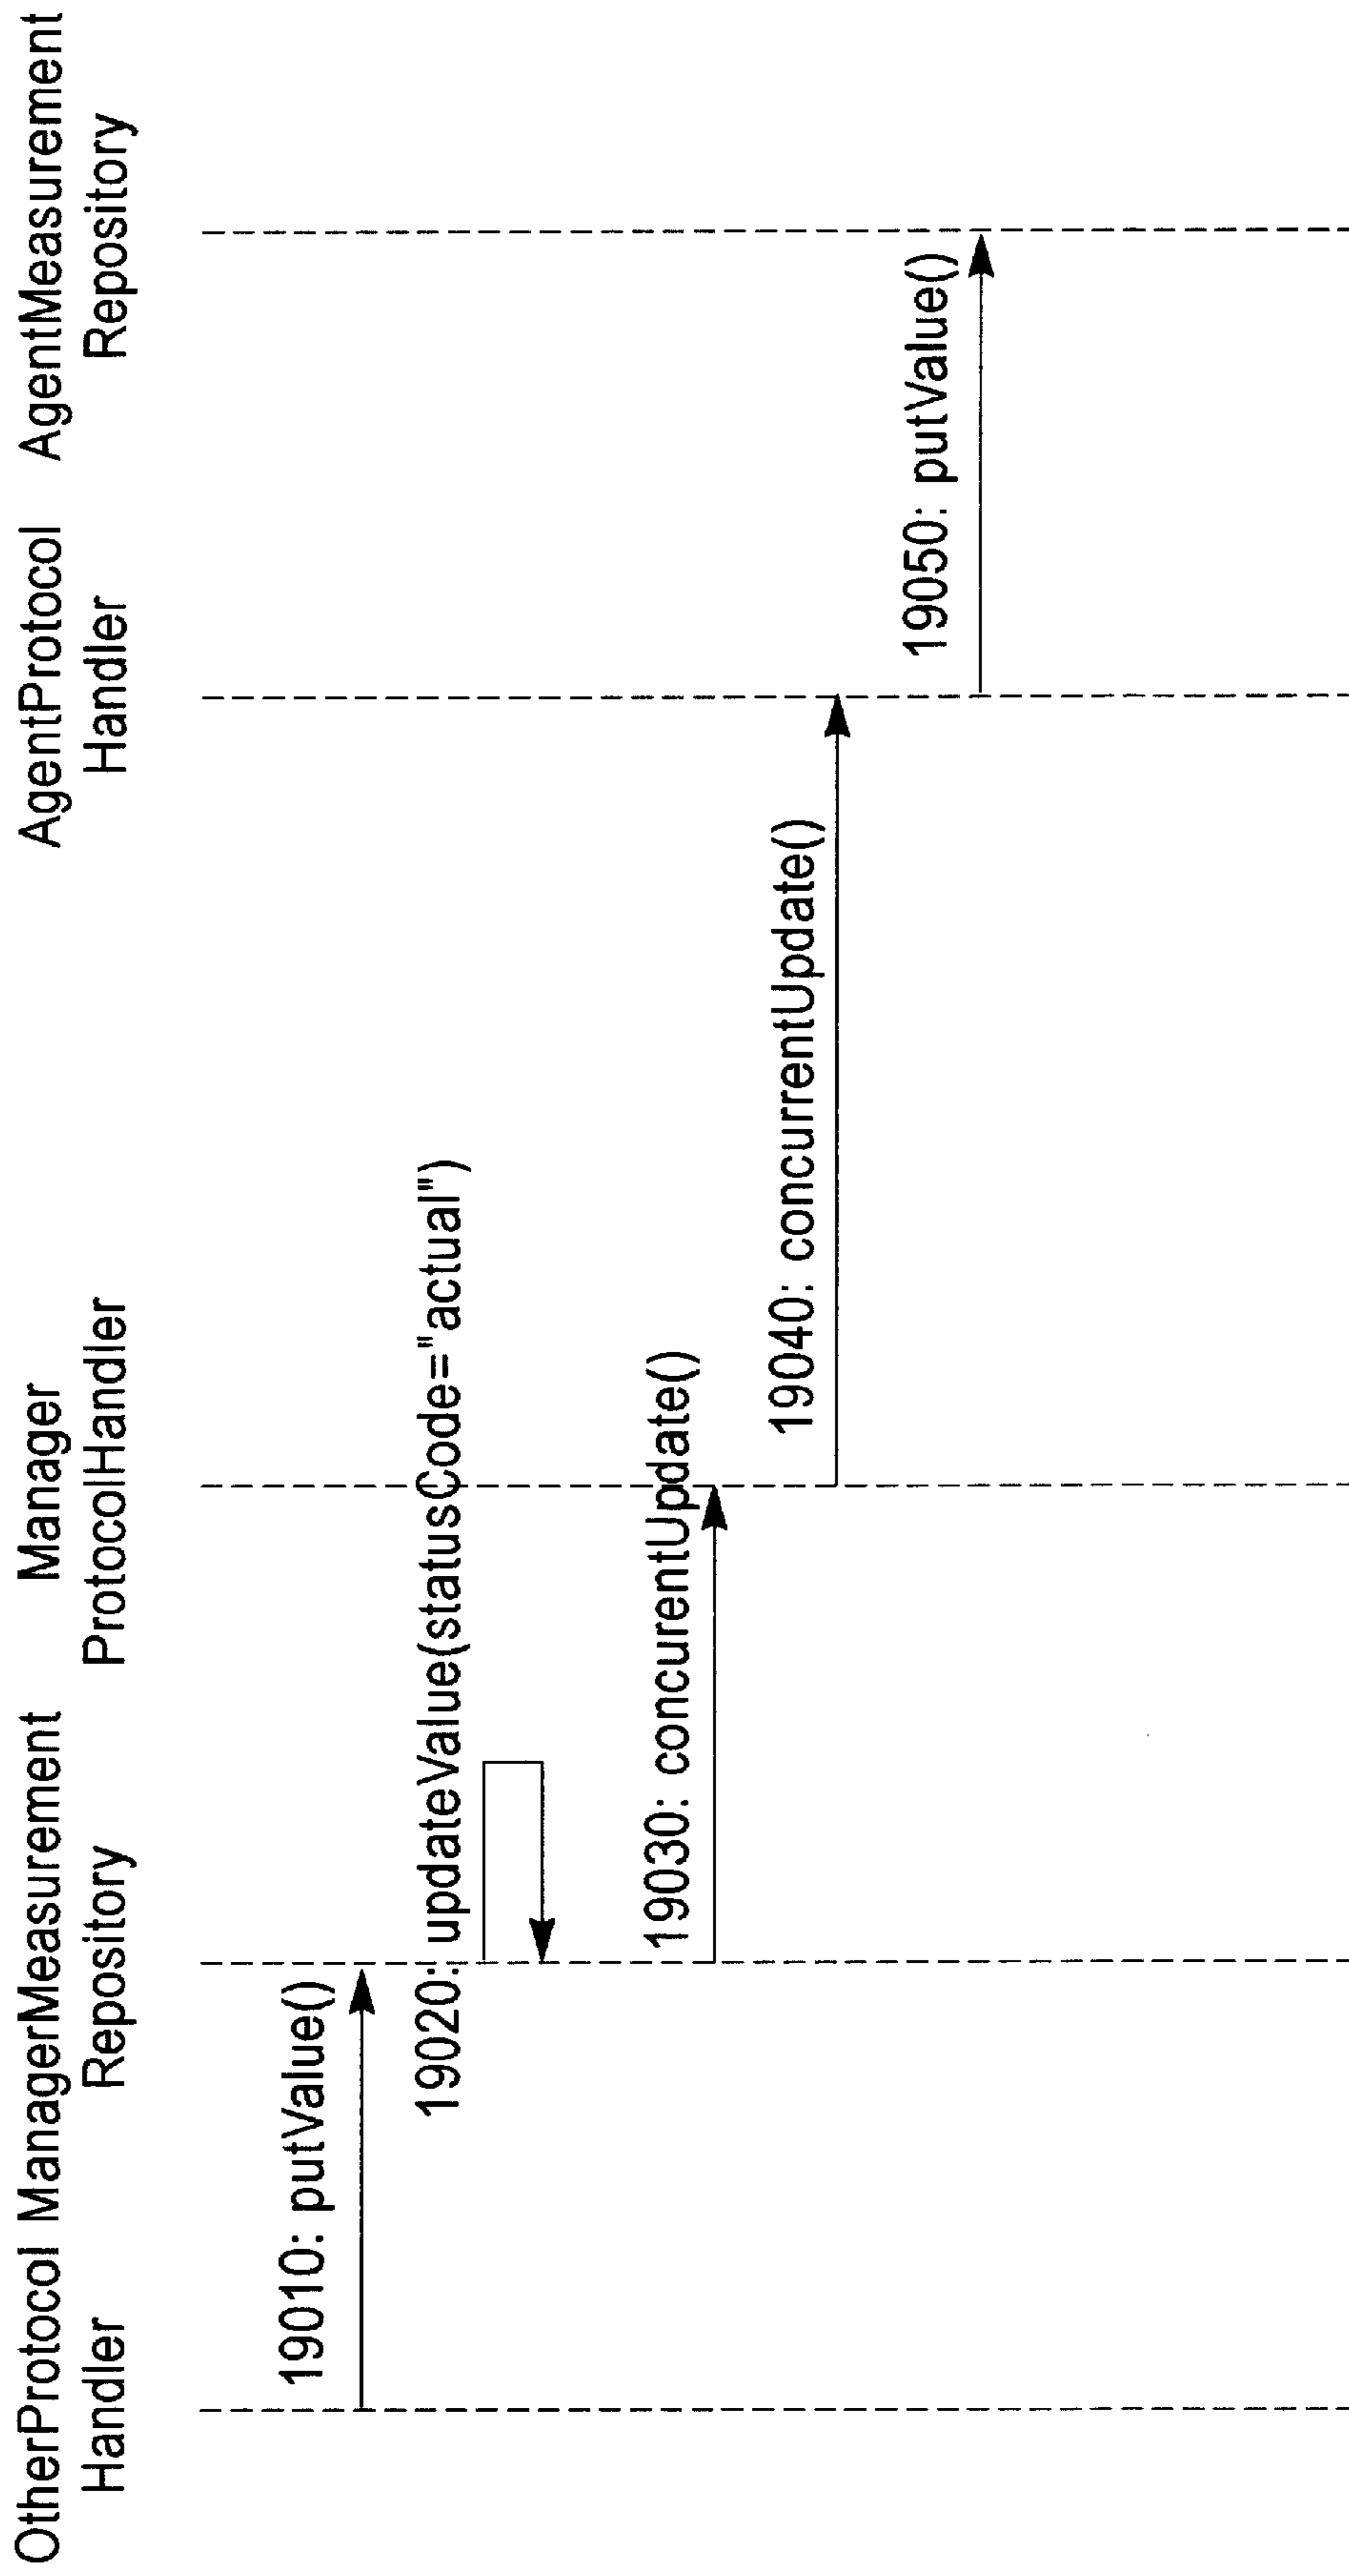 OtherProtocol
Handler
ManagerMeasurement
Repository
Manager
ProtocolHandler
AgentProtocol
Handler
AgentMeasurement
Repository
19010: putValue()
19020: updateValue(statusCode="actual")
19030: concurentUpdate()
19040: concurrentUpdate()
19050: putValue()